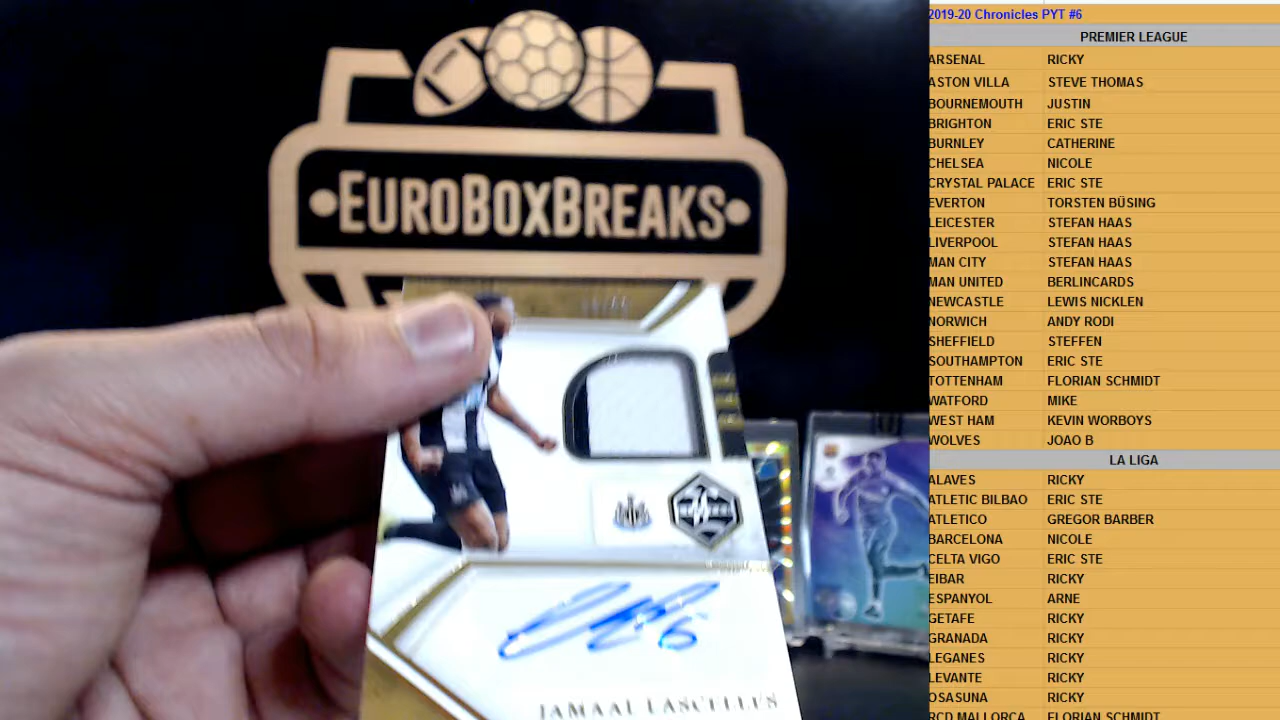 EUROBOXBREAKS
JAMAAL LASCELLES
2019-20 Chronicles PYT #6
PREMIER LEAGUE
ARSENAL RICKY
ASTON VILLA STEVE THOMAS
BOURNEMOUTH JUSTIN
BRIGHTON ERIC STE
BURNLEY CATHERINE
CHELSEA NICOLE
CRYSTAL PALACE ERIC STE
EVERTON TORSTEN BÜSING
LEICESTER STEFAN HAAS
LIVERPOOL STEFAN HAAS
MAN CITY STEFAN HAAS
MAN UNITED BERLINCARDS
NEWCASTLE LEWIS NICKLEN
NORWICH ANDY RODI
SHEFFIELD STEFFEN
SOUTHAMPTON ERIC STE
TOTTENHAM FLORIAN SCHMIDT
WATFORD MIKE
WEST HAM KEVIN WORBOYS
WOLVES JOAO B
LA LIGA
ALAVES RICKY
ATLETIC BILBAO ERIC STE
ATLETICO GREGOR BARBER
BARCELONA NICOLE
CELTA VIGO ERIC STE
EIBAR RICKY
ESPANYOL ARNE
GETAFE RICKY
GRANADA RICKY
LEGANES RICKY
LEVANTE RICKY
OSASUNA RICKY
RCD MALLORCA FLORIAN SCHMIDT